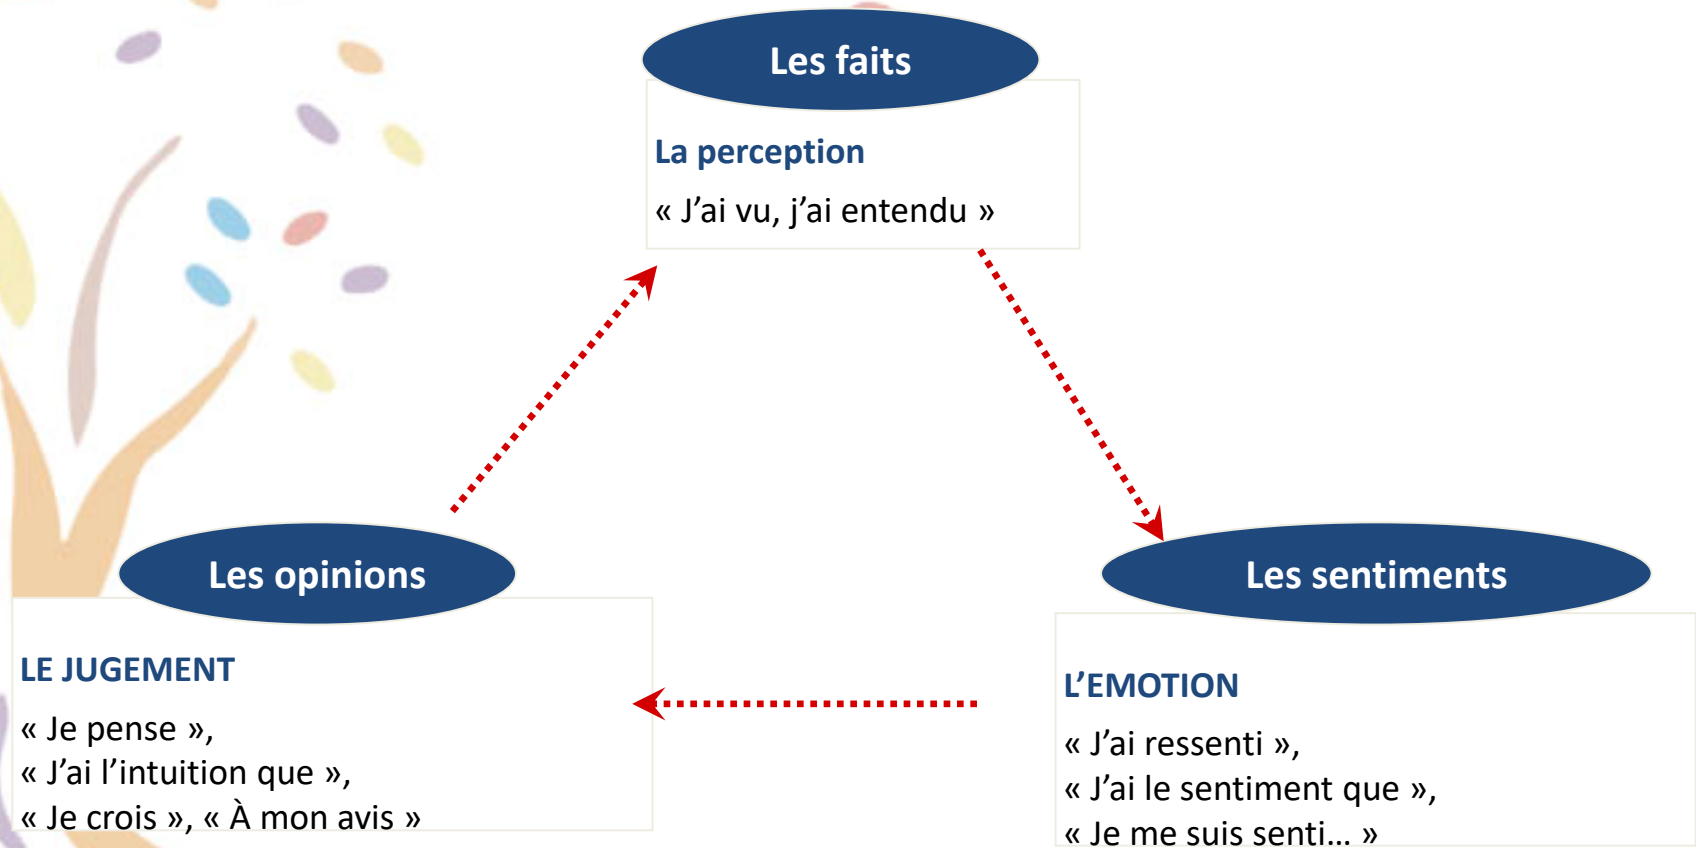 Les faits
La perception
« J’ai vu, j’ai entendu »
Les opinions
LE JUGEMENT
« Je pense »,
« J’ai l’intuition que »,
« Je crois », « À mon avis »
Les sentiments
L’EMOTION
« J’ai ressenti »,
« J’ai le sentiment que »,
« Je me suis senti… »